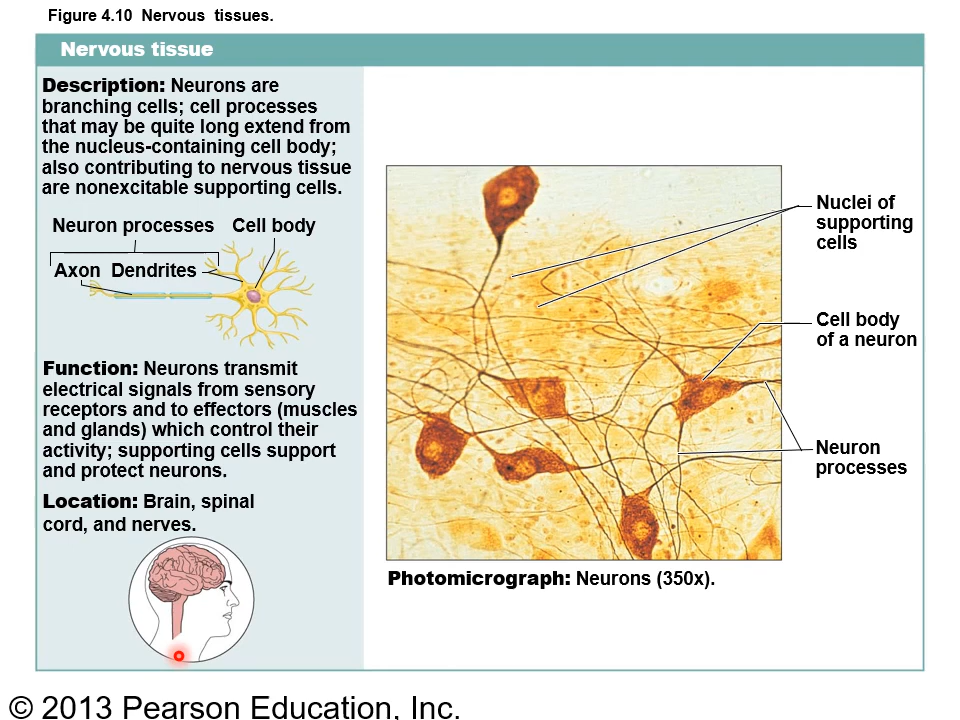 Figure 4.10 Nervous tissues.
Nervous tissue
Description: Neurons are
branching cells; cell processes
that may be quite long extend from
the nucleus-containing cell body;
also contributing to nervous tissue
are nonexcitable supporting cells.
Neuron processes Cell body
Axon Dendrites
Function: Neurons transmit
electrical signals from sensory
receptors and to effectors (muscles
and glands) which control their
activity; supporting cells support
and protect neurons.
Location: Brain, spinal
cord, and nerves.
Nuclei of
supporting
cells
Cell body
of a neuron
Neuron
processes
Photomicrograph: Neurons (350x).
© 2013 Pearson Education, Inc.